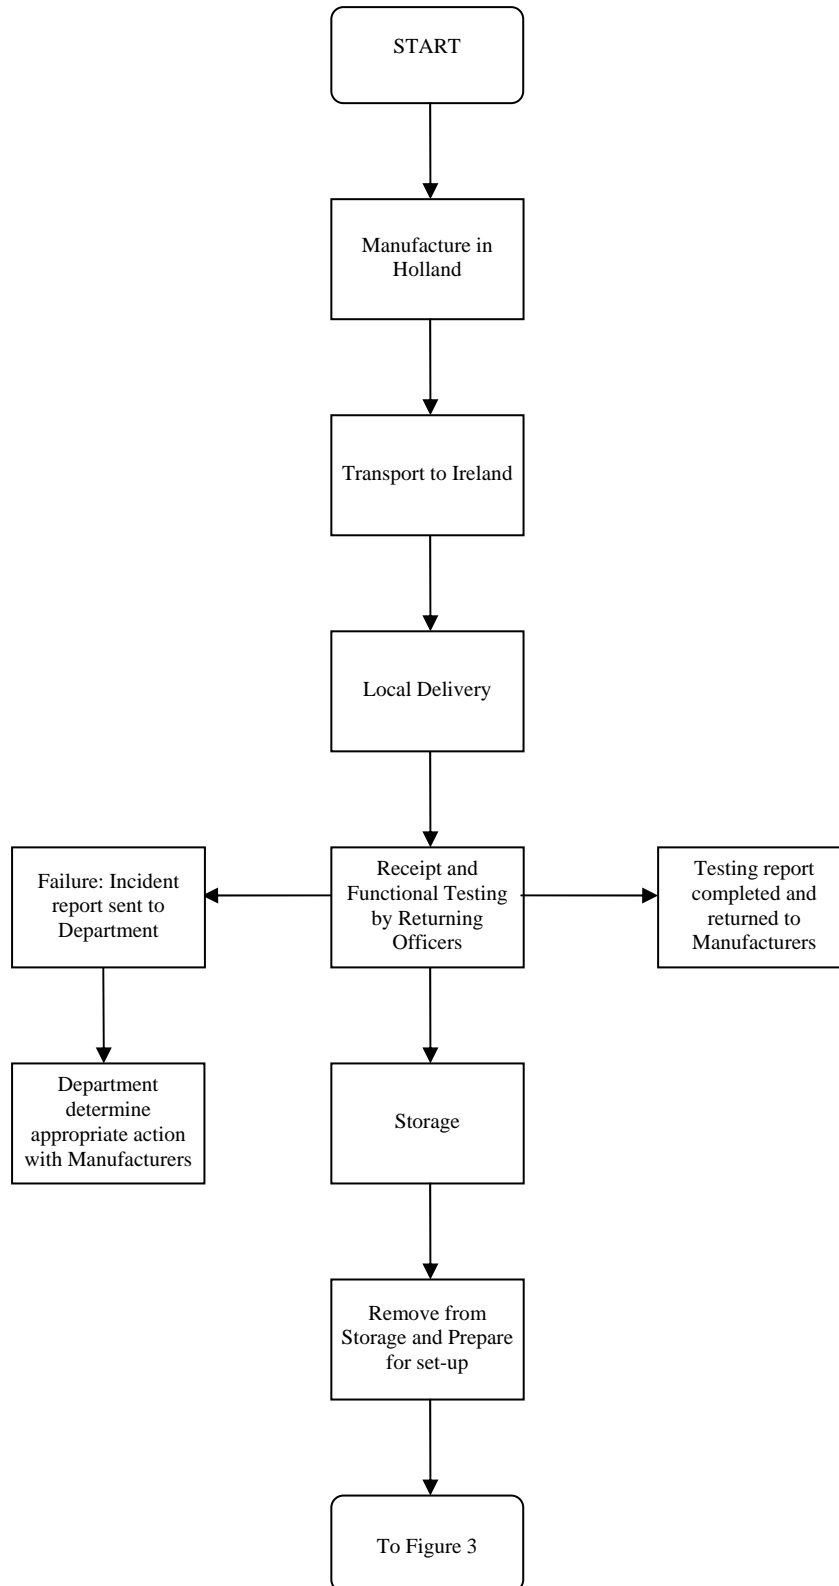 START
Manufacture in
Holland
Transport to Ireland
Local Delivery
Failure: Incident
report sent to
Department
Receipt and
Functional Testing
by Returning
Officers
Testing report
completed and
returned to
Manufacturers
Department
determine
appropriate action
with Manufacturers
Storage
Remove from
Storage and Prepare
for set-up
To Figure 3